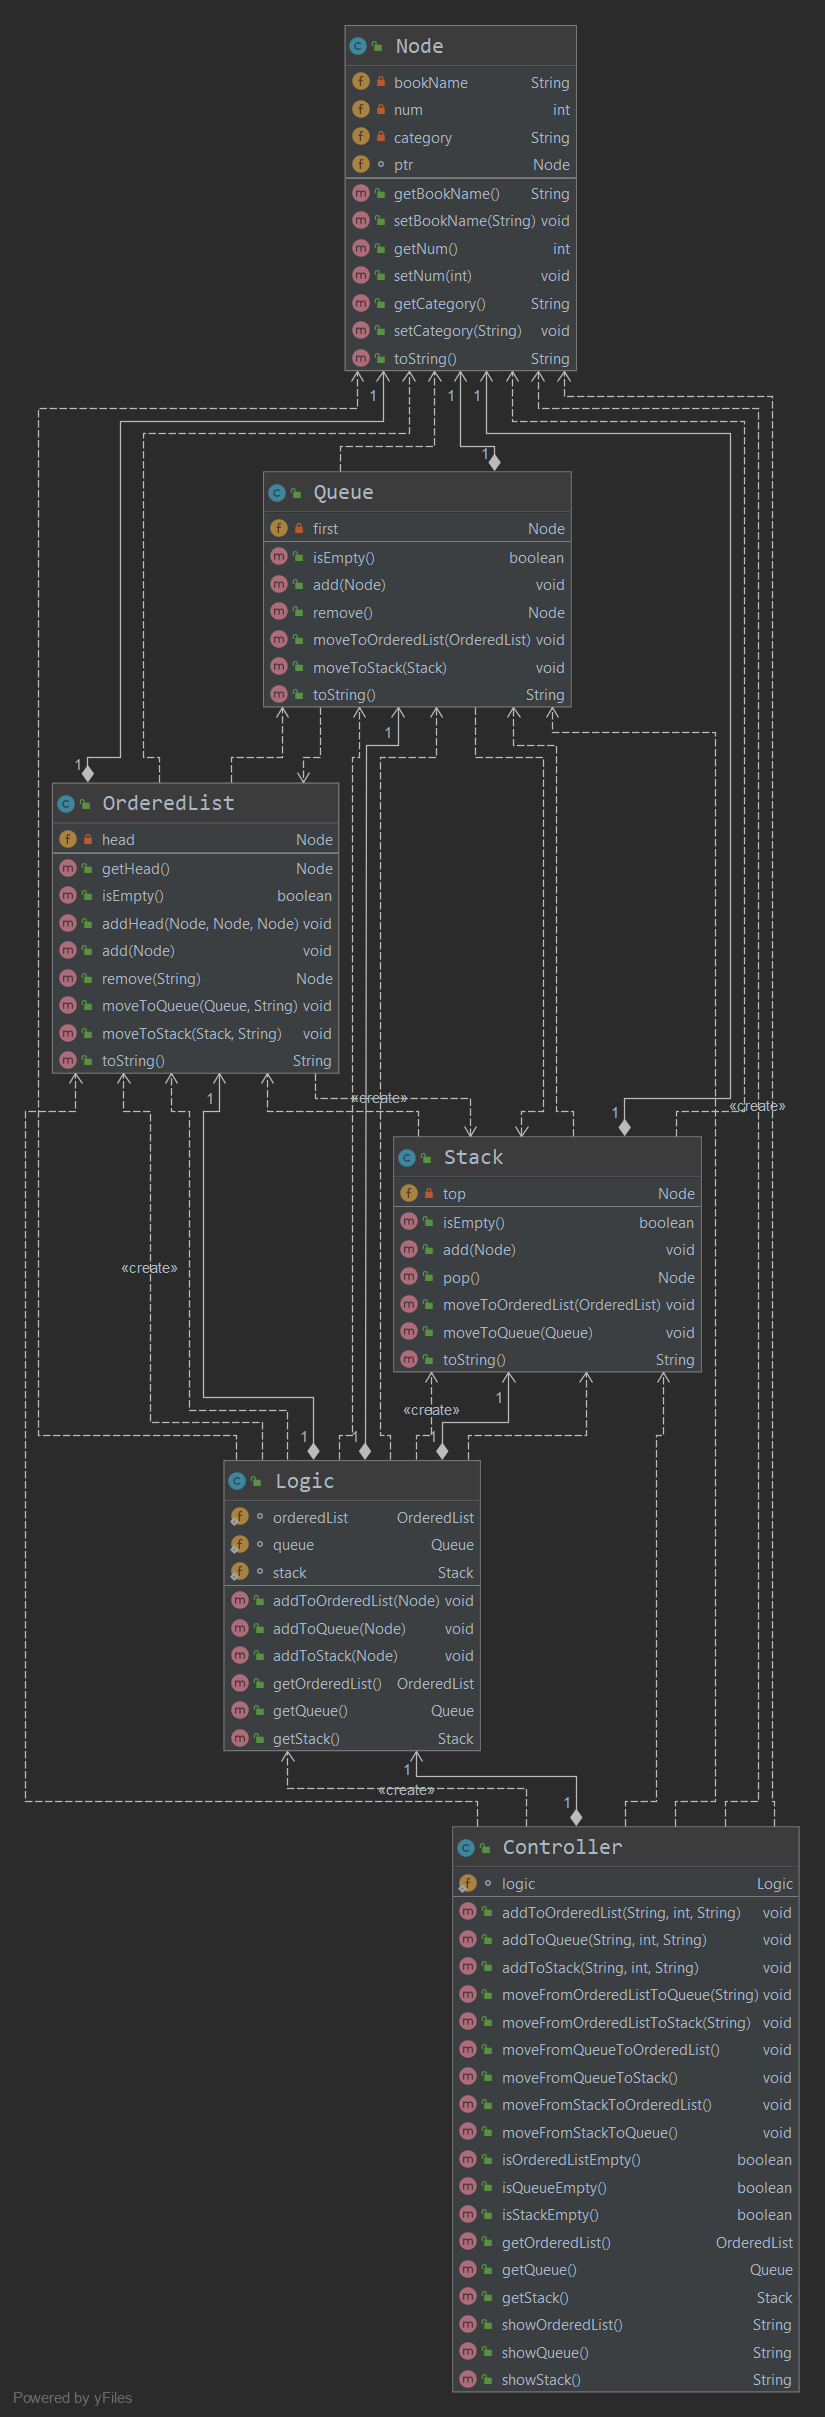 Node
bookName String
num int
category String
ptr Node
getBookName() String
setBookName(String) void
getNum() int
setNum(int) void
getCategory() String
setCategory(String) void
toString() String
1 1 1
1
Queue
first Node
isEmpty() boolean
add(Node) void
remove() Node
moveToOrderedList(OrderedList) void
moveToStack(Stack) void
toString() String
1
1
OrderedList
head Node
getHead() Node
isEmpty() boolean
addHead(Node, Node, Node) void
add(Node) void
remove(String) Node
moveToQueue(Queue, String) void
moveToStack(Stack, String) void
toString() String
1 «create» «create»
1
Stack
top Node
isEmpty() boolean
add(Node) void
pop() Node
moveToOrderedList(OrderedList) void
moveToQueue(Queue) void
toString() String
«create»
1
«create»
1 1 1
Logic
orderedList OrderedList
queue Queue
stack Stack
addToOrderedList(Node) void
addToQueue(Node) void
addToStack(Node) void
getOrderedList() OrderedList
getQueue() Queue
getStack() Stack
1
«create»
1
Controller
logic Logic
addToOrderedList(String, int, String) void
addToQueue(String, int, String) void
addToStack(String, int, String) void
moveFromOrderedListToQueue(String) void
moveFromOrderedListToStack(String) void
moveFromQueueToOrderedList() void
moveFromQueueToStack() void
moveFromStackToOrderedList() void
moveFromStackToQueue() void
isOrderedListEmpty() boolean
isQueueEmpty() boolean
isStackEmpty() boolean
getOrderedList() OrderedList
getQueue() Queue
getStack() Stack
showOrderedList() String
showQueue() String
showStack() String
Powered by yFiles